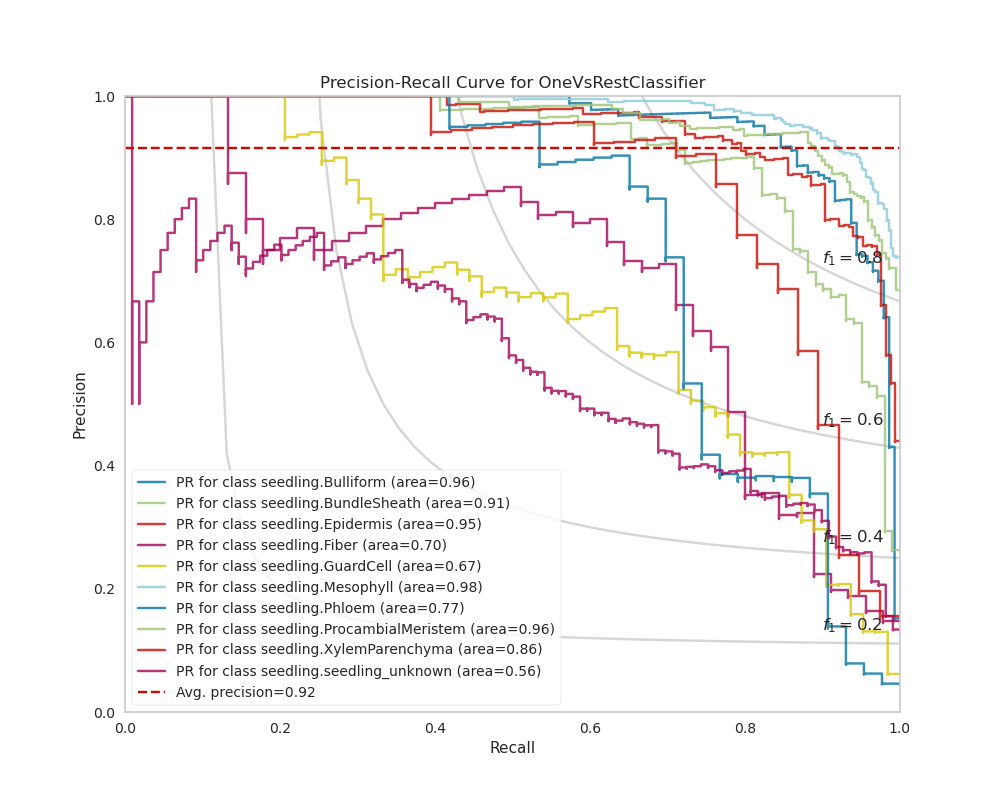 Precision-Recall Curve for OneVsRestClassifier
1.0
0.8
0.6
0.4
0.2
0.0
Precision
f1 = 0.8
f1 = 0.6
f1 = 0.4
f1 = 0.2
PR for class seedling.Bulliform (area=0.96)
PR for class seedling.BundleSheath (area=0.91)
PR for class seedling.Epidermis (area=0.95)
PR for class seedling.Fiber (area=0.70)
PR for class seedling.GuardCell (area=0.67)
PR for class seedling.Mesophyll (area=0.98)
PR for class seedling.Phloem (area=0.77)
PR for class seedling.ProcambialMeristem (area=0.96)
PR for class seedling.XylemParenchyma (area=0.86)
PR for class seedling.seedling_unknown (area=0.56)
Avg. precision=0.92
0.0 0.2 0.4 0.6 0.8 1.0
Recall